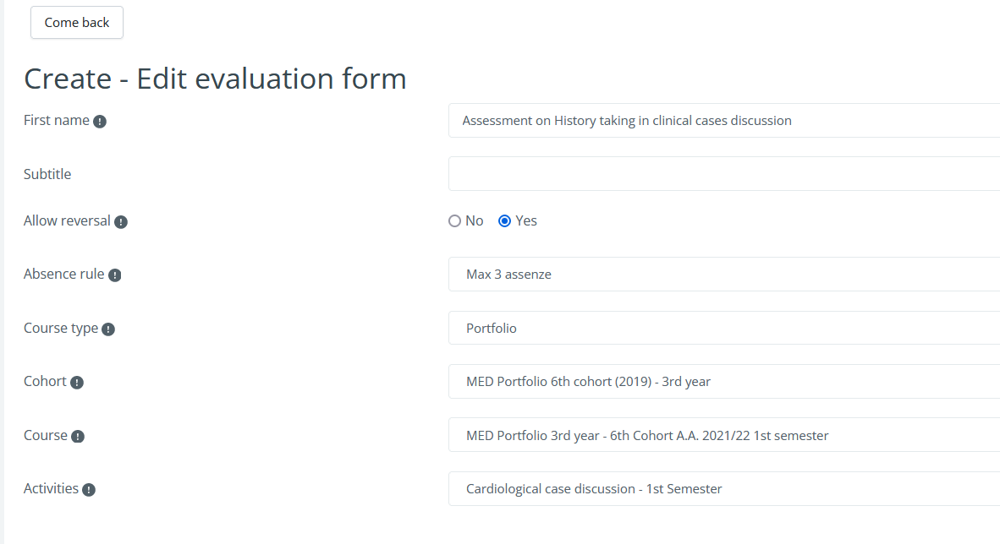 Come back
Create - Edit evaluation form
First name
Assessment on History taking in clinical cases discussion
Subtitle
Allow reversal
No
Yes
Absence rule
Max 3 assenze
Course type
Portfolio
Cohort
MED Portfolio 6th cohort (2019) - 3rd year
Course
MED Portfolio 3rd year - 6th Cohort A.A. 2021/22 1st semester
Activities
Cardiological case discussion - 1st Semester